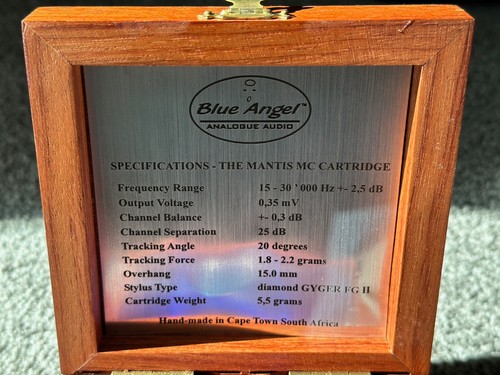 Blue Angel™
ANALOGUE AUDIO
SPECIFICATIONS - THE MANTIS MC CARTRIDGE
Frequency Range 15 - 30 ' 000 Hz +- 2,5 dB
Output Voltage 0,35 mV
Channel Balance +- 0,3 dB
Channel Separation 25 dB
Tracking Angle 20 degrees
Tracking Force 1.8 - 2.2 grams
Overhang 15.0 mm
Stylus Type diamond GYGER FG II
Cartridge Weight 5,5 grams
Hand-made in Cape Town South Africa